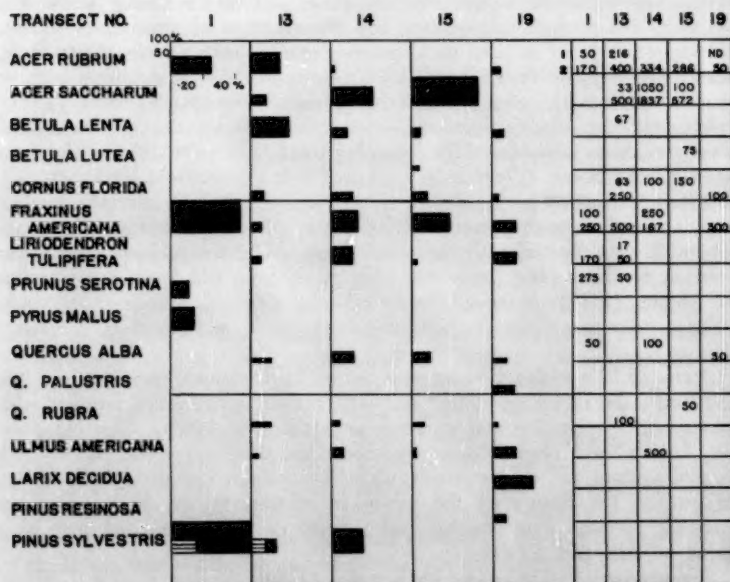 TRANSECT NO. 1 13 14 15 19 1 13 14 15 19
100%
50
ACER RUBRUM 1 50 216 ND
2 170 400 334 286 50
-20 40 %
ACER SACCHARUM 33 1050 100
500 1837 572
BETULA LENTA 67
BETULA LUTEA 75
CORNUS FLORIDA 63 100 150
250 100
FRAXINUS 100 250
AMERICANA 250 500 167 300
LIRIODENDRON 17
TULIPIFERA 170 50
PRUNUS SEROTINA 275 50
PYRUS MALUS
QUERCUS ALBA 50 100
50
Q. PALUSTRIS
Q. RUBRA 50
100
ULMUS AMERICANA 500
LARIX DECIDUA
PINUS RESINOSA
PINUS SYLVESTRIS